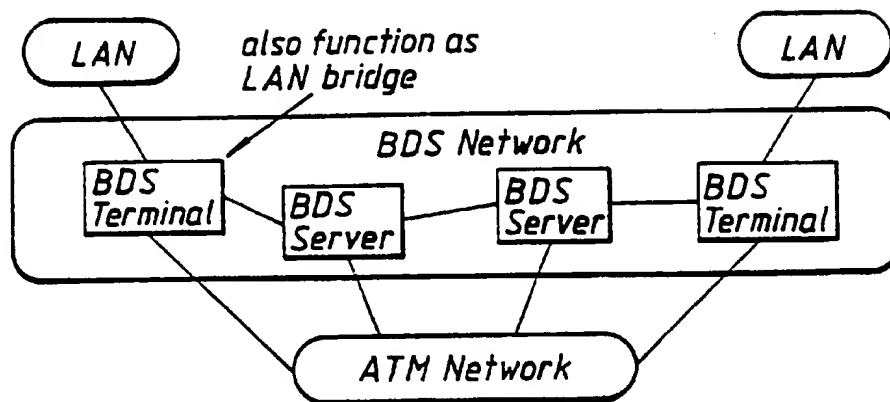 LAN
also function as
LAN bridge
LAN
BDS Network
BDS
Terminal
BDS
Server
BDS
Server
BDS
Terminal
ATM Network